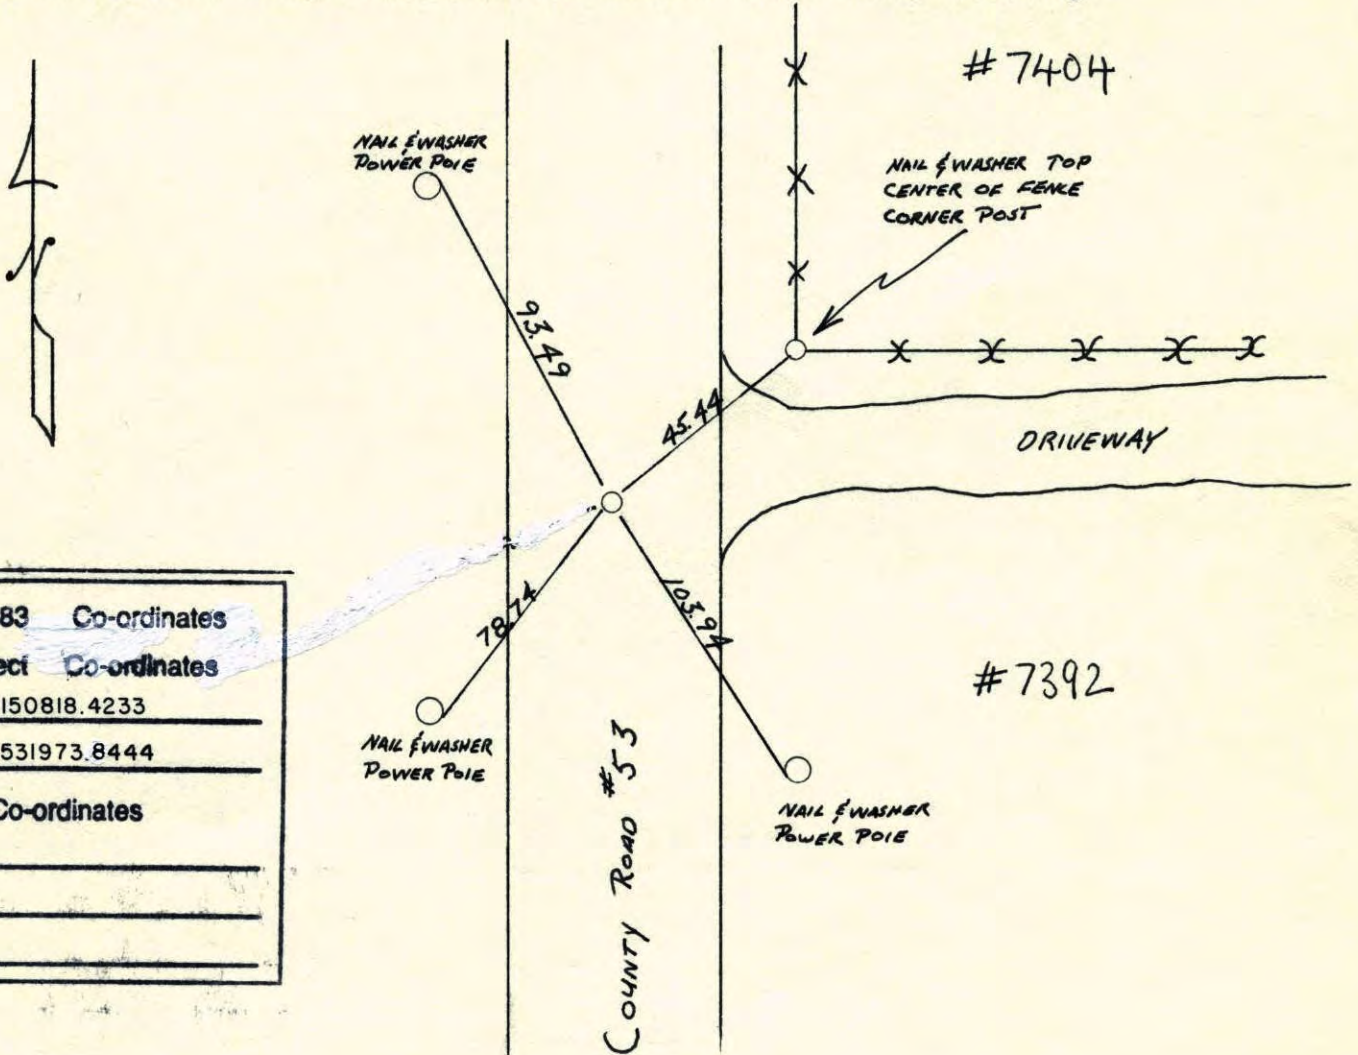 # 7404
NAIL & WASHER
POWER POLE
NAIL & WASHER TOP
CENTER OF FENCE
CORNER POST
N
93.49
45.44
DRIVEWAY
78.74
103.94
83 Co-ordinates
ect Co-ordinates
150818.4233
531973.8444
Co-ordinates
# 7392
NAIL & WASHER
POWER POLE
NAIL & WASHER
POWER POLE
COUNTY ROAD #53